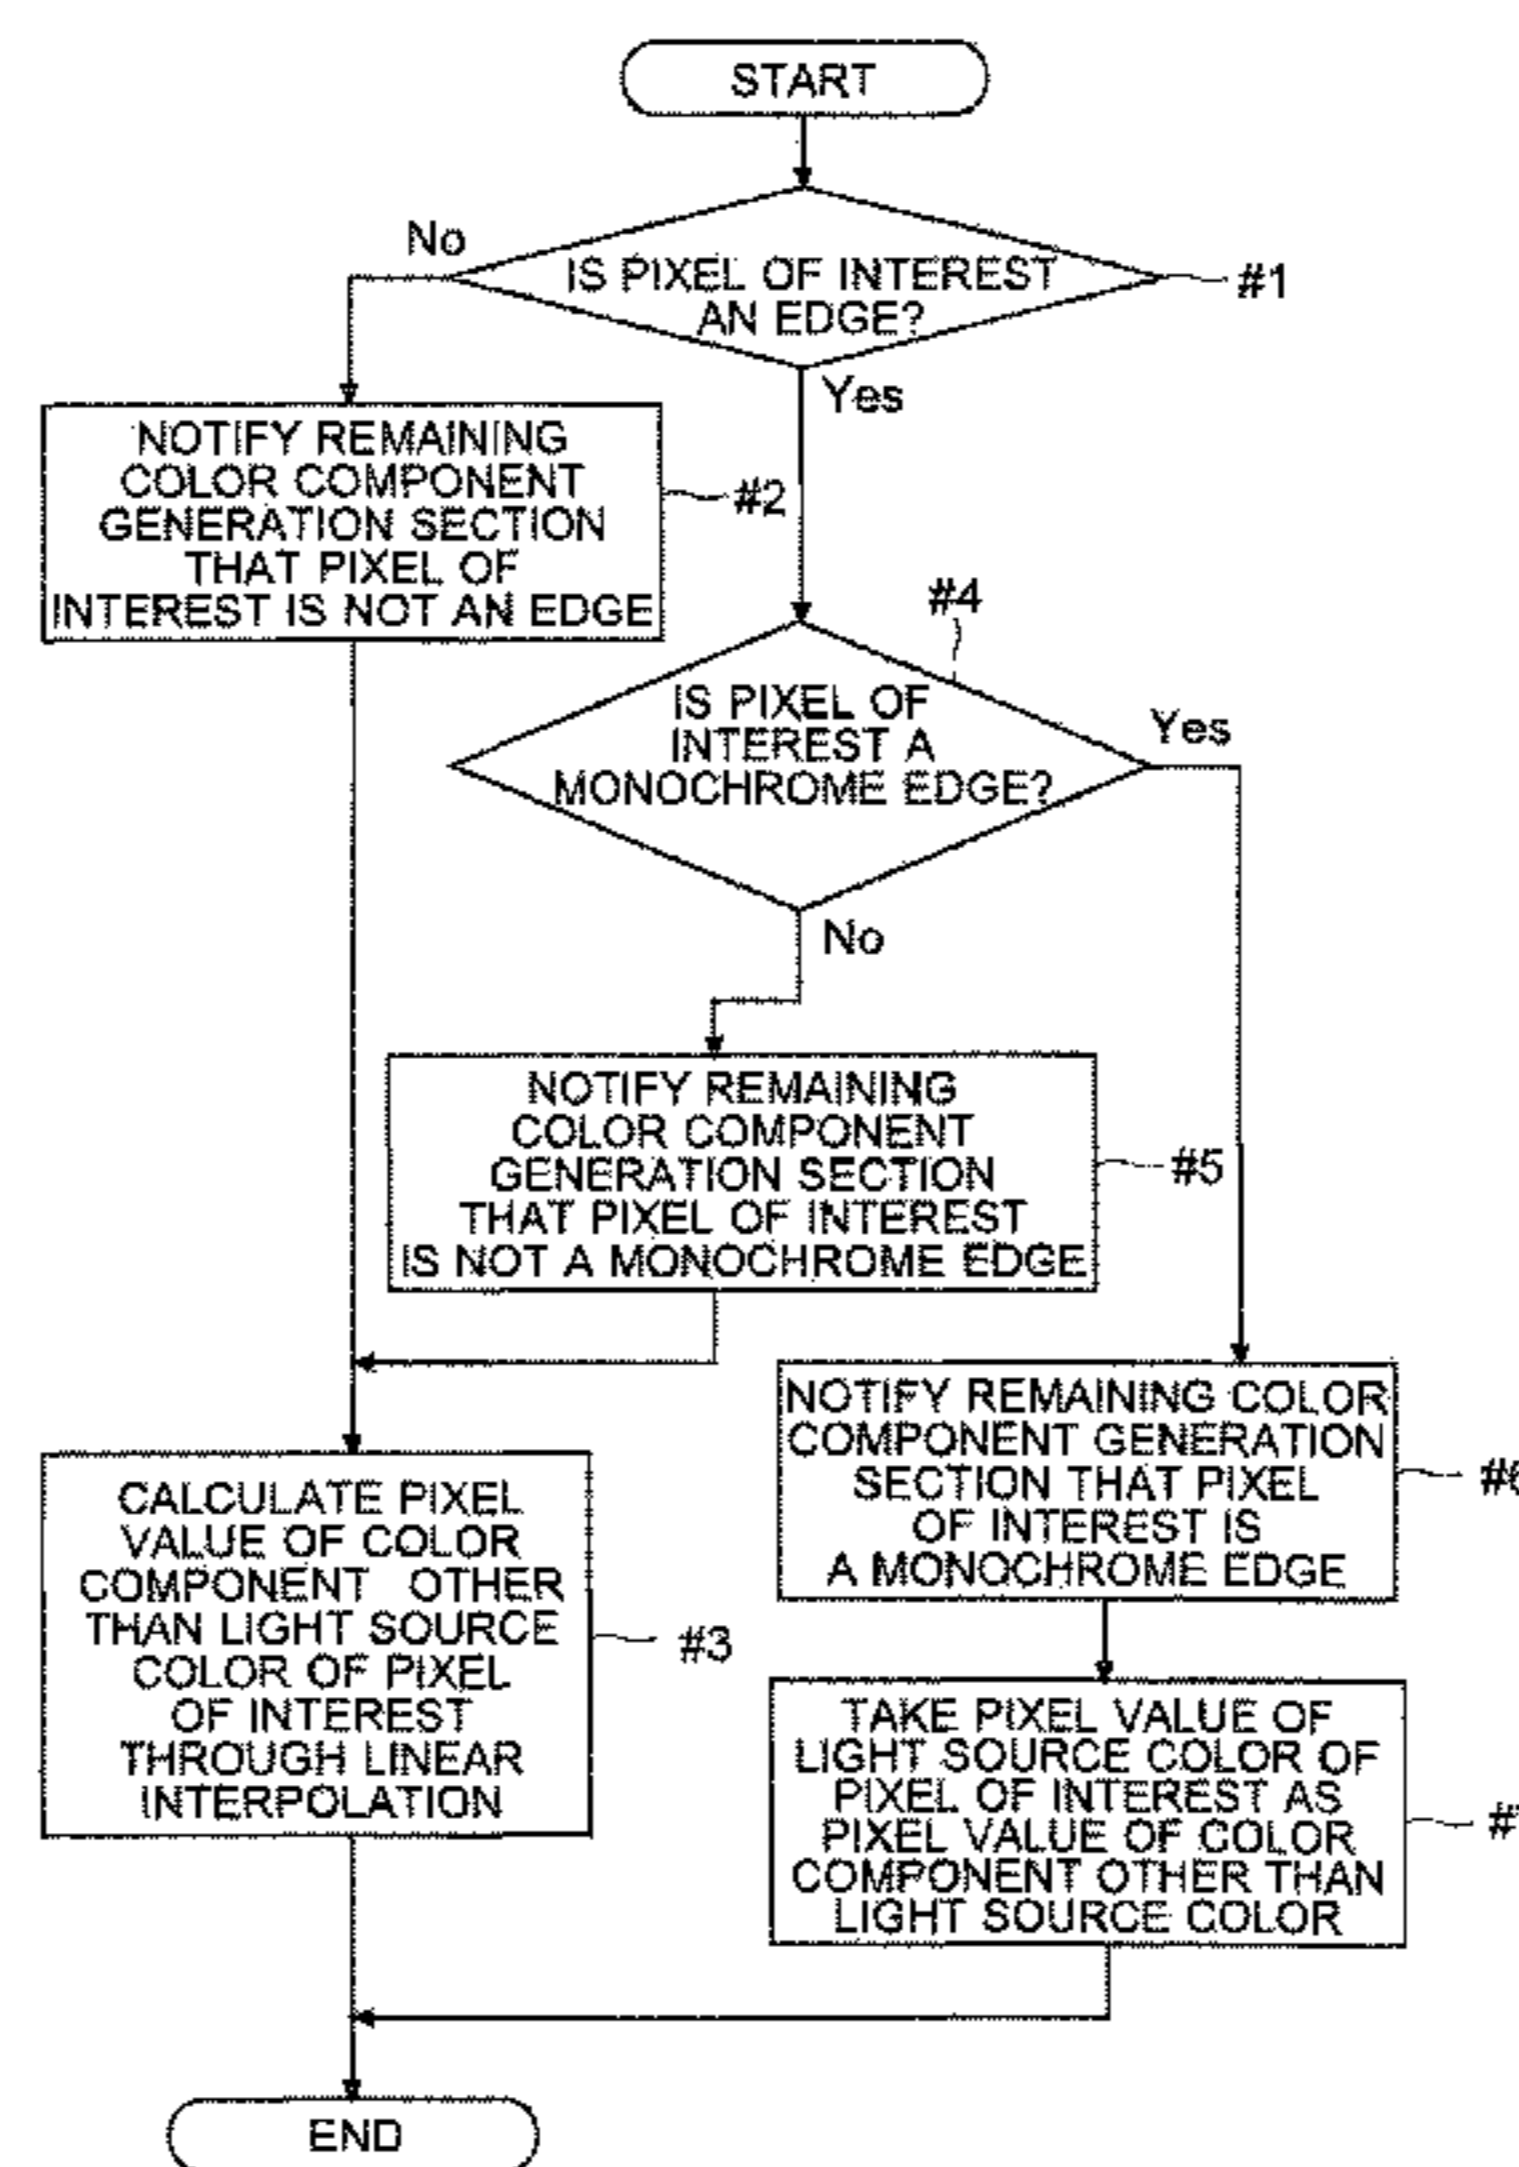 START
No
IS PIXEL OF INTEREST
AN EDGE?
#1
Yes
NOTIFY REMAINING
COLOR COMPONENT
GENERATION SECTION
THAT PIXEL OF
INTEREST IS NOT AN EDGE
#2
#4
IS PIXEL OF
INTEREST A
MONOCHROME EDGE?
Yes
No
NOTIFY REMAINING
COLOR COMPONENT
GENERATION SECTION
THAT PIXEL OF INTEREST
IS NOT A MONOCHROME EDGE
#5
NOTIFY REMAINING COLOR
COMPONENT GENERATION
SECTION THAT PIXEL
OF INTEREST IS
A MONOCHROME EDGE
#6
CALCULATE PIXEL
VALUE OF COLOR
COMPONENT OTHER
THAN LIGHT SOURCE
COLOR OF PIXEL
OF INTEREST
THROUGH LINEAR
INTERPOLATION
#3
TAKE PIXEL VALUE OF
LIGHT SOURCE COLOR OF
PIXEL OF INTEREST AS
PIXEL VALUE OF COLOR
COMPONENT OTHER THAN
LIGHT SOURCE COLOR
END